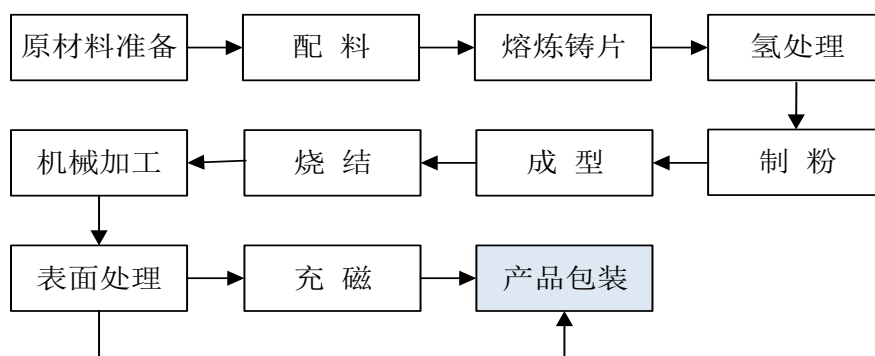 原材料准备
配 料
熔炼铸片
氢处理
机械加工
烧 结
成 型
制 粉
表面处理
充 磁
产品包装